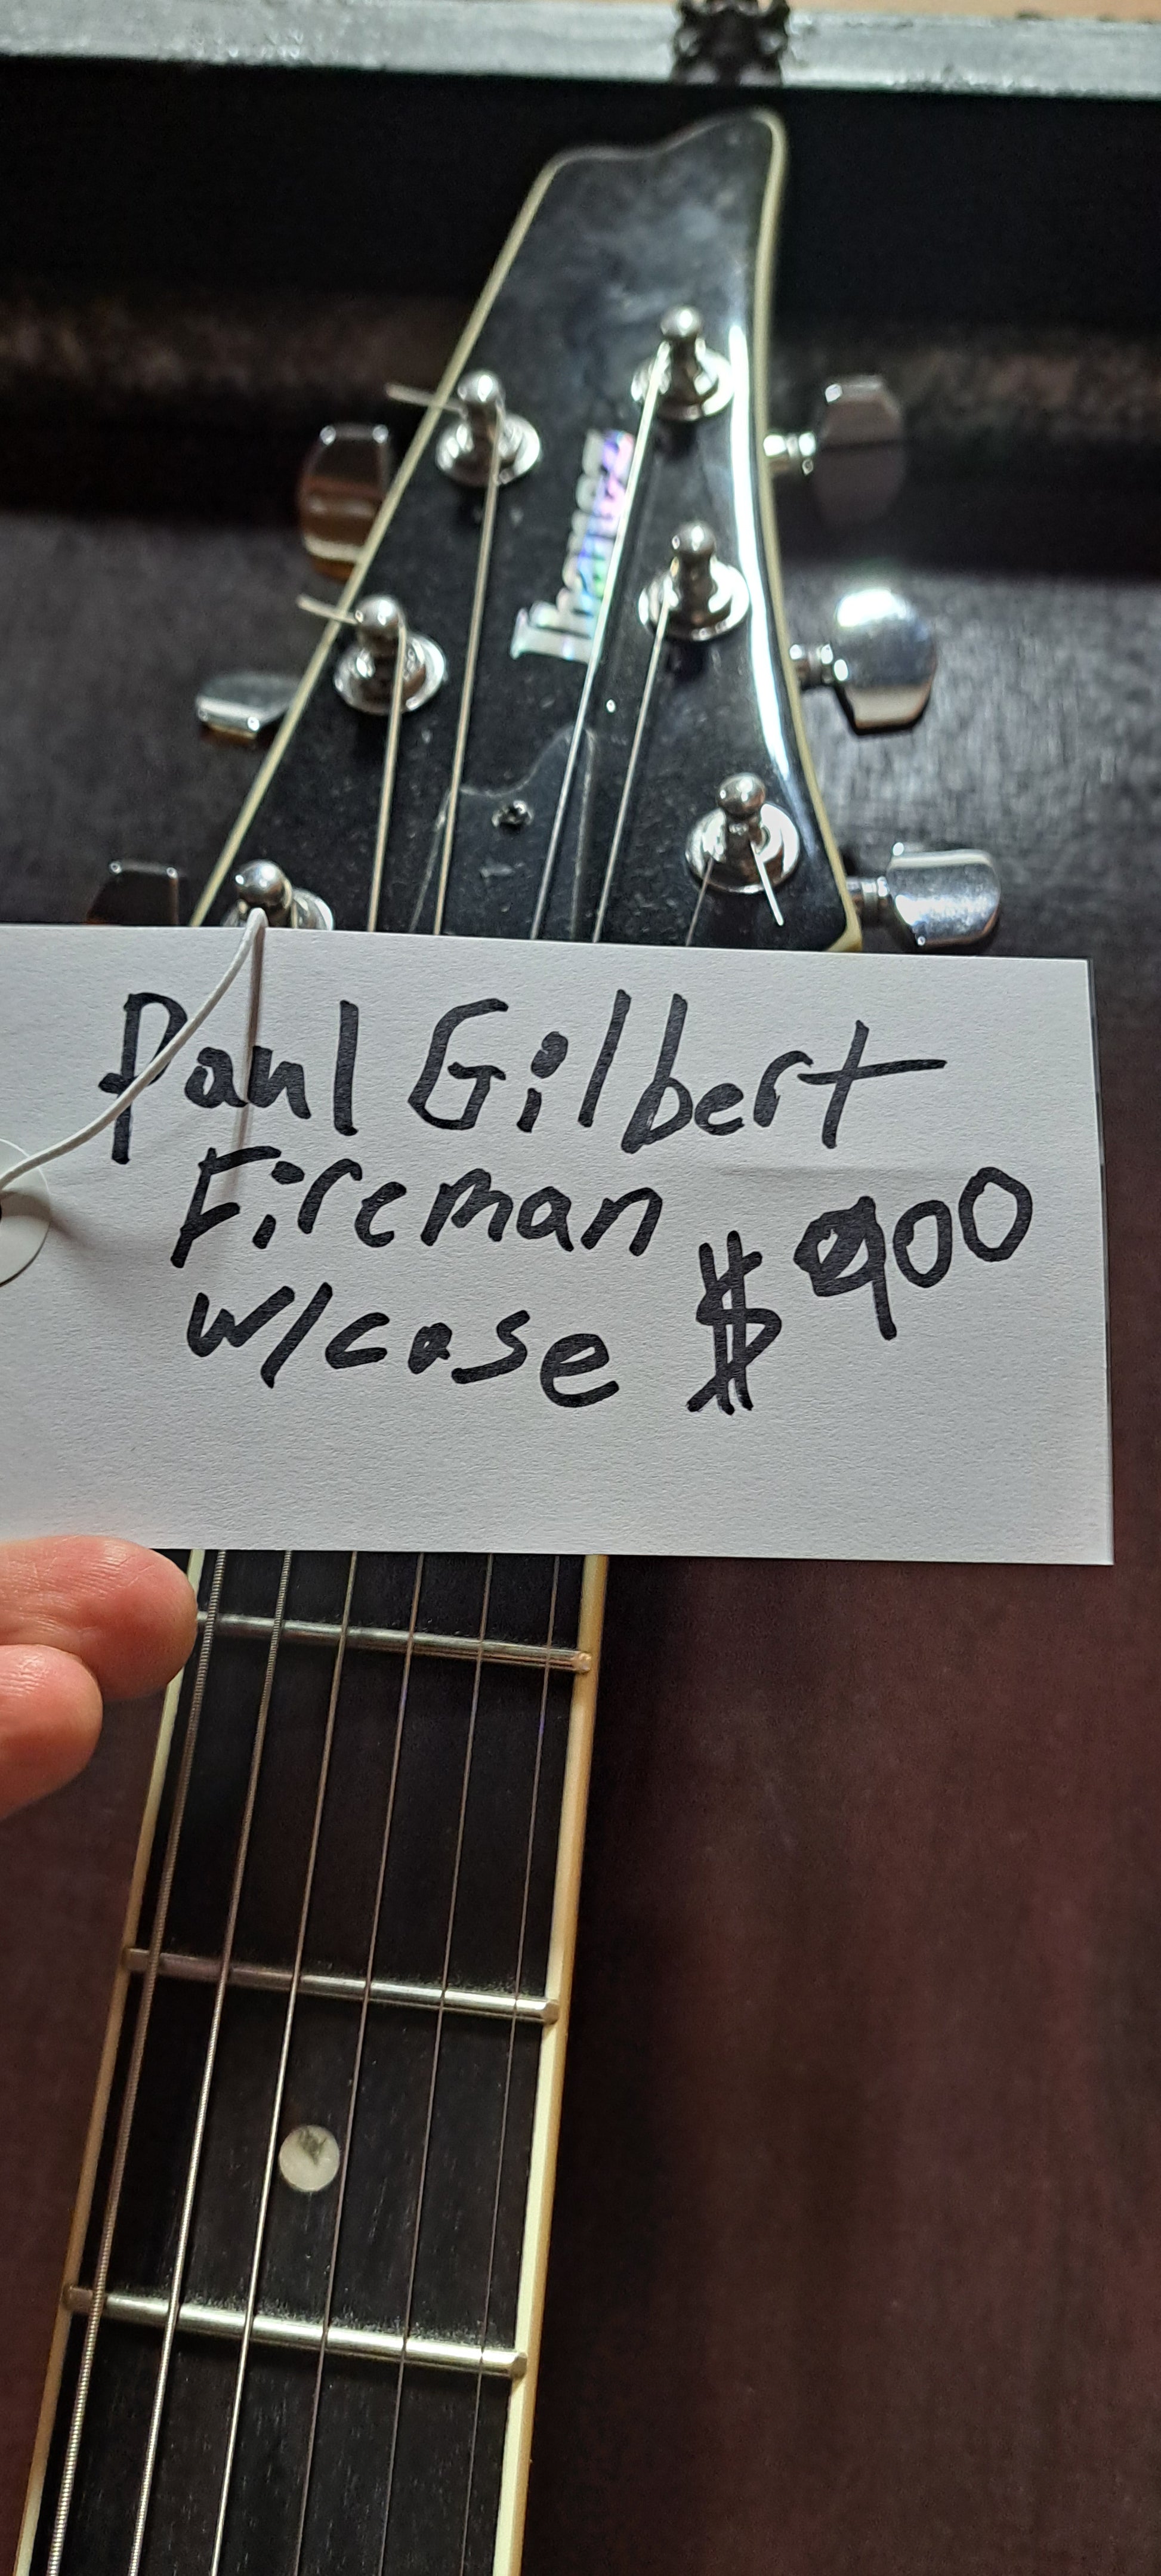 Ibanez
Paul Gilbert
Fireman
w/case $900